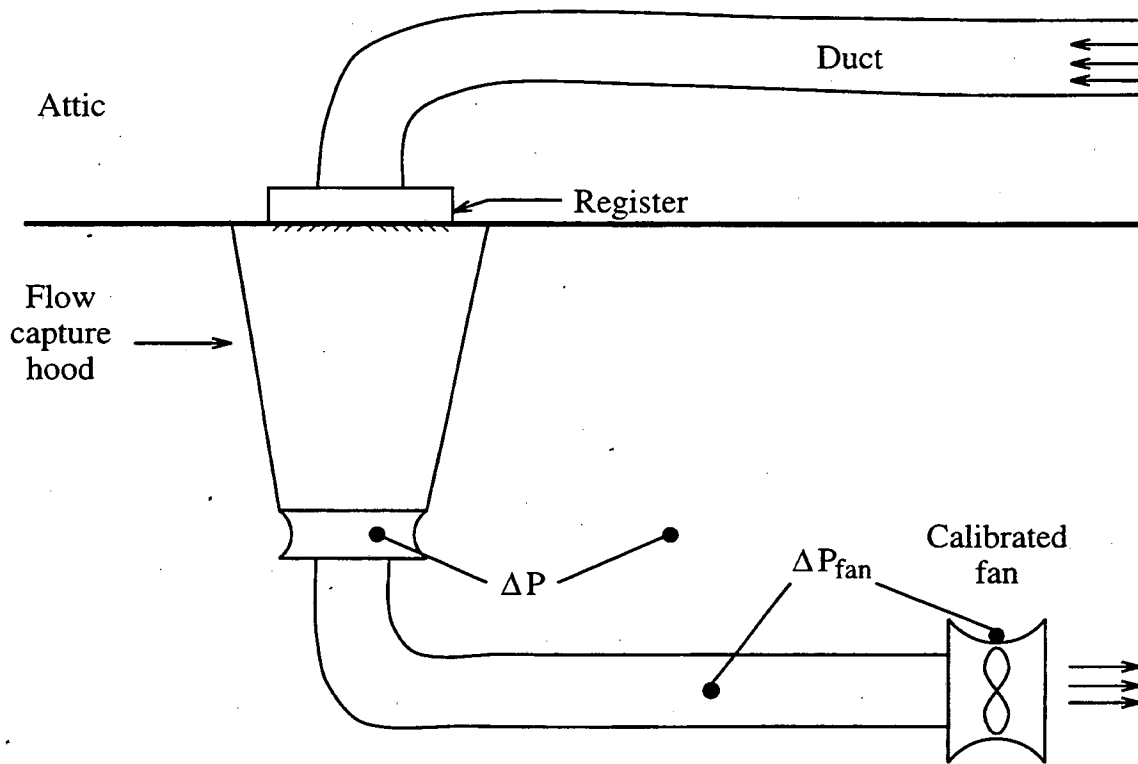 Duct
Attic
Register
Flow
capture
hood
Calibrated
fan
ΔP
ΔPfan